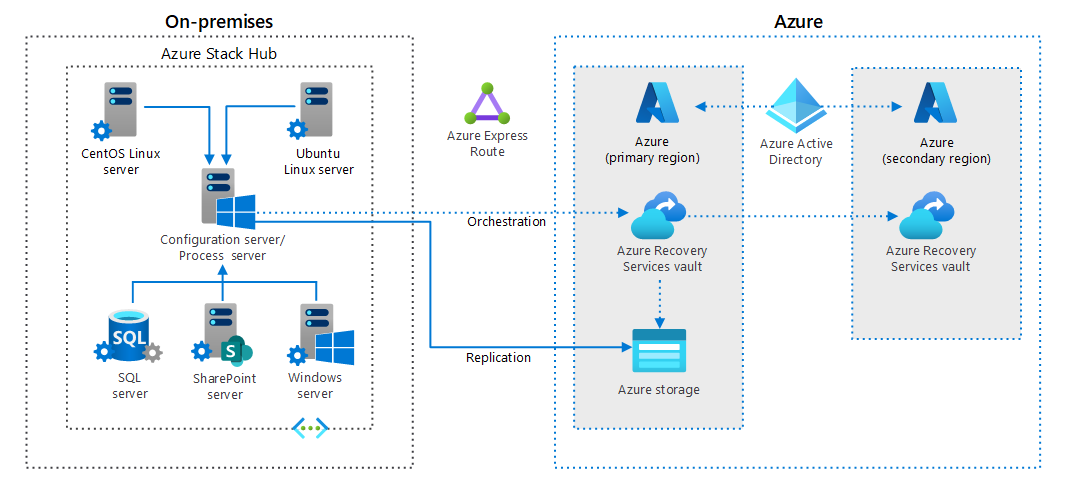 On-premises
Azure
Azure Stack Hub
CentOS Linux
server
Ubuntu
Linux server
Azure Express
Route
Azure
(primary region)
Azure Active
Directory
Azure
(secondary region)
Configuration server/
Process server
Orchestration
Azure Recovery
Services vault
Azure Recovery
Services vault
SQL
S
SQL
server
SharePoint
server
Windows
server
Replication
Azure storage